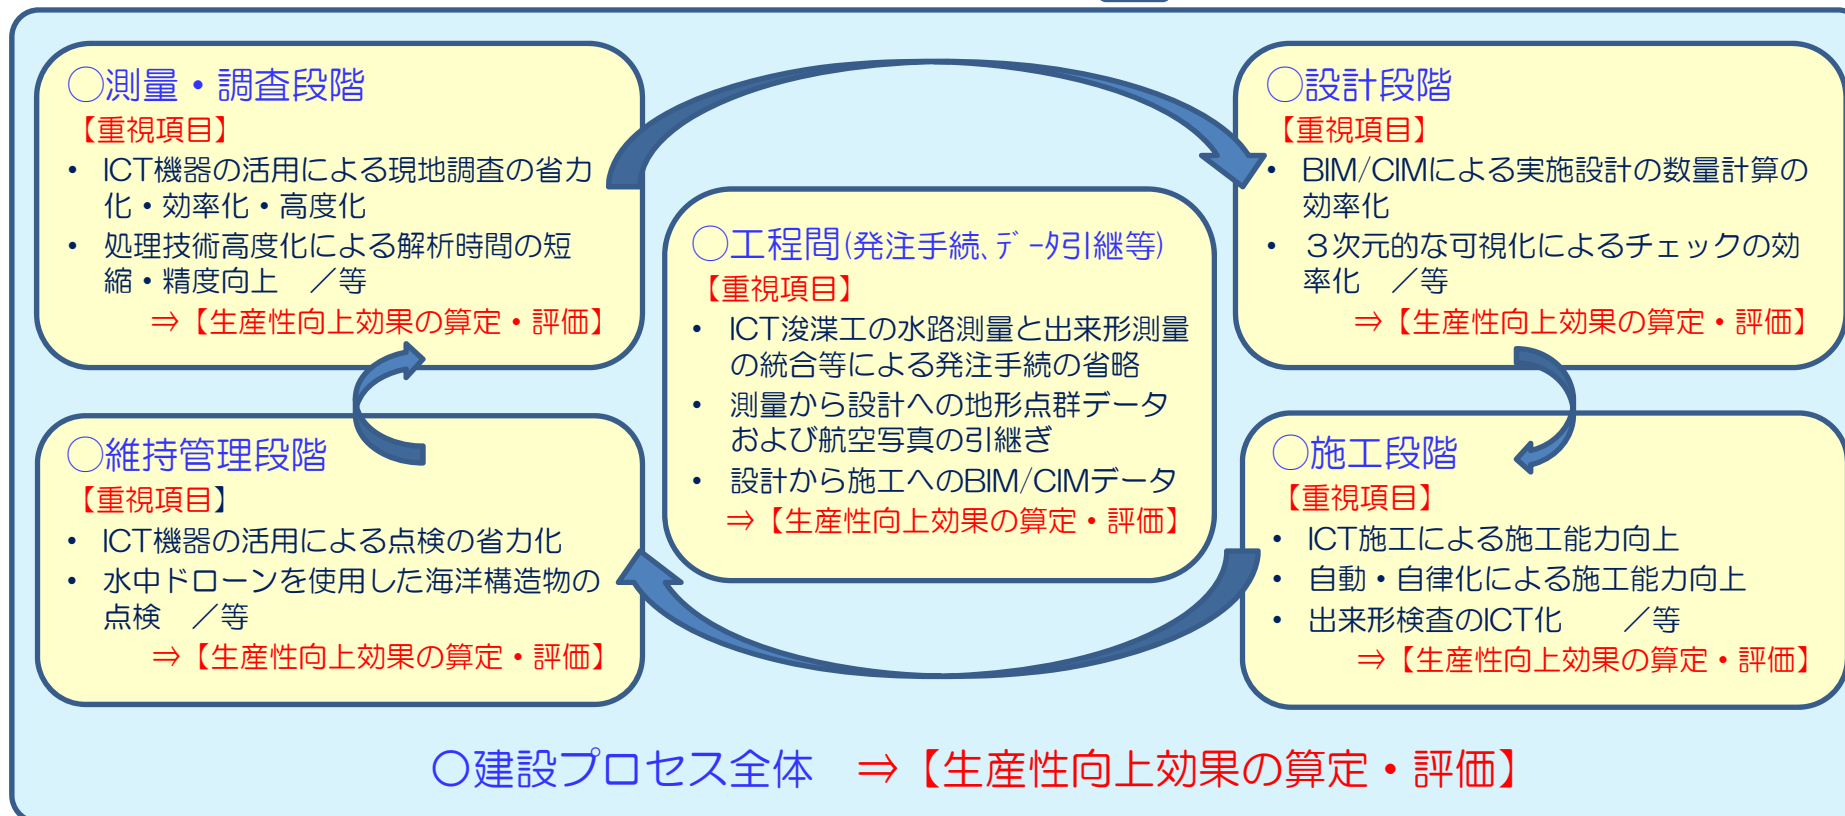 ○測量・調査段階
【重視項目】
• ICT機器の活用による現地調査の省力
化・効率化・高度化
• 処理技術高度化による解析時間の短
縮・精度向上　／等
⇒【生産性向上効果の算定・評価】
○設計段階
【重視項目】
• BIM/CIMによる実施設計の数量計算の
効率化
• ３次元的な可視化によるチェックの効
率化　／等
⇒【生産性向上効果の算定・評価】
○工程間(発注手続、ﾃﾞｰﾀ引継等)
【重視項目】
• ICT浚渫工の水路測量と出来形測量
の統合等による発注手続の省略
• 測量から設計への地形点群データ
および航空写真の引継ぎ
• 設計から施工へのBIM/CIMデータ
⇒【生産性向上効果の算定・評価】
○維持管理段階
【重視項目】
• ICT機器の活用による点検の省力化
• 水中ドローンを使用した海洋構造物の
点検　／等
⇒【生産性向上効果の算定・評価】
○施工段階
【重視項目】
• ICT施工による施工能力向上
• 自動・自律化による施工能力向上
• 出来形検査のICT化　　／等
⇒【生産性向上効果の算定・評価】
○建設プロセス全体　⇒【生産性向上効果の算定・評価】